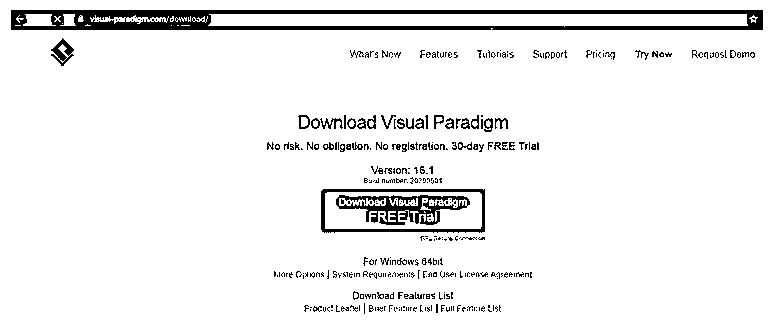 visual-paradigm.com/download/
What's New Features Tutorials Support Pricing Try Now Request Demo
Download Visual Paradigm
No risk. No obligation. No registration. 30-day FREE Trial
Version: 16.1
Build number:
Download Visual Paradigm
FREE Trial
Secure Connection
For Windows 64bit
More Options | System Requirements | End User License Agreement
Download Features List
Product Leaflet | Brief Feature List | Full Feature List